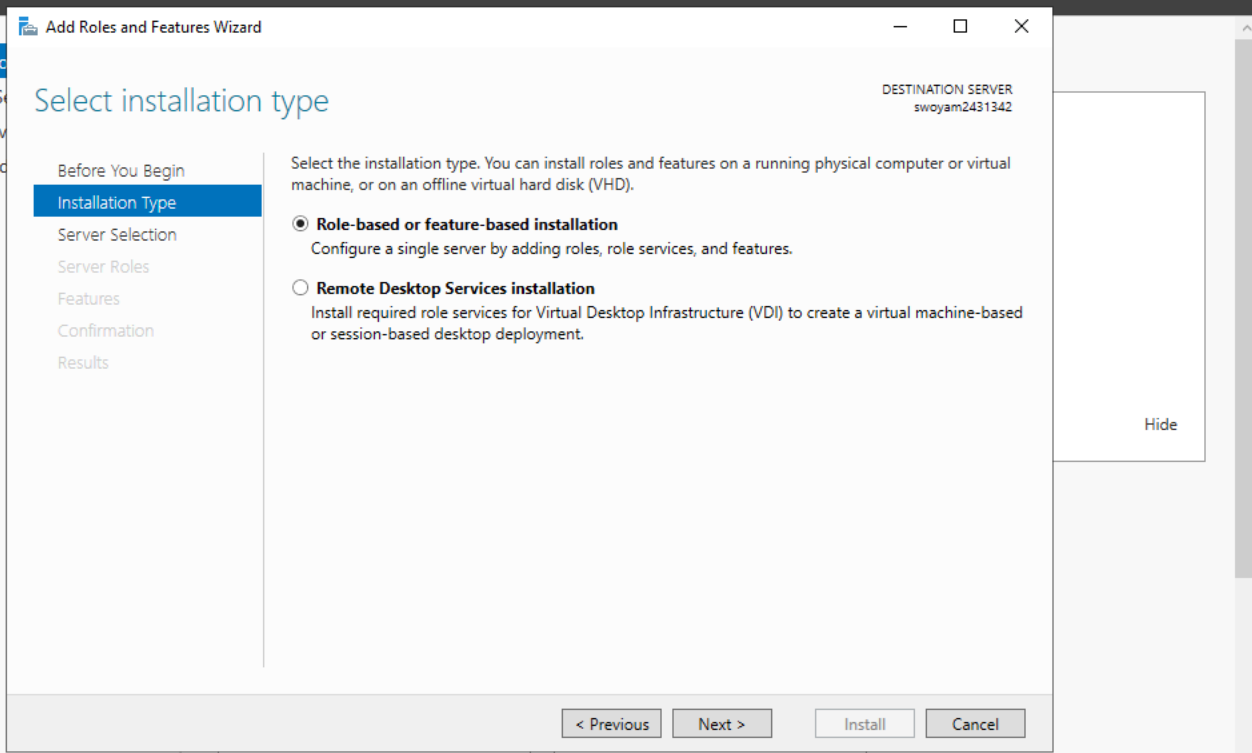 Add Roles and Features Wizard
Select installation type
DESTINATION SERVER
swoyam2431342
Before You Begin
Installation Type
Server Selection
Server Roles
Features
Confirmation
Results
Select the installation type. You can install roles and features on a running physical computer or virtual
machine, or on an offline virtual hard disk (VHD).
Role-based or feature-based installation
Configure a single server by adding roles, role services, and features.
Remote Desktop Services installation
Install required role services for Virtual Desktop Infrastructure (VDI) to create a virtual machine-based
or session-based desktop deployment.
Hide
< Previous
Next >
Install
Cancel